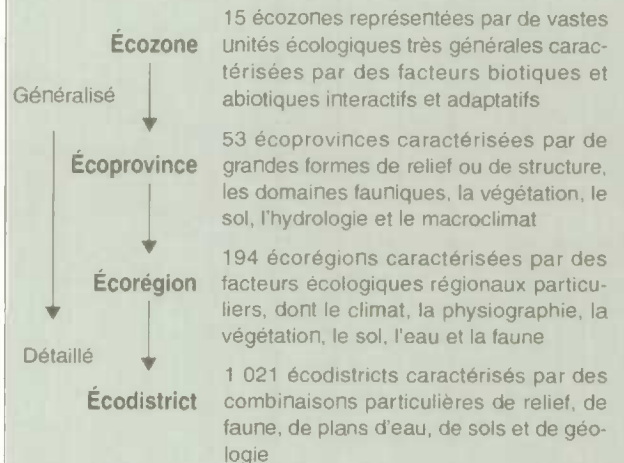 Écozone
15 écozones représentées par de vastes
unités écologiques très générales carac-
térisées par des facteurs biotiques et
abiotiques interactifs et adaptatifs
Généralisé
Écoprovince
53 écoprovinces caractérisées par de
grandes formes de relief ou de structure,
les domaines fauniques, la végétation, le
sol, l'hydrologie et le macroclimat
Écorégion
194 écorégions caractérisées par des
facteurs écologiques régionaux particu-
liers, dont le climat, la physiographie, la
végétation, le sol, l'eau et la faune
Détaillé
Écodistrict
1 021 écodistricts caractérisés par des
combinaisons particulières de relief, de
faune, de plans d'eau, de sols et de géo-
logie